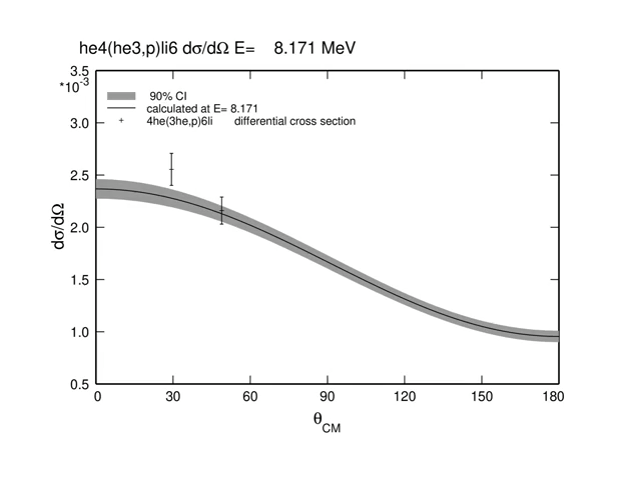 he4(he3,p)li6 dσ/dΩ E= 8.171 MeV
3.5
*10-3
90% CI
calculated at E= 8.171
4he(3he,p)6li differential cross section
3.0
2.5
2.0
1.5
1.0
0.5
dσ/dΩ
0 30 60 90 120 150 180
θCM